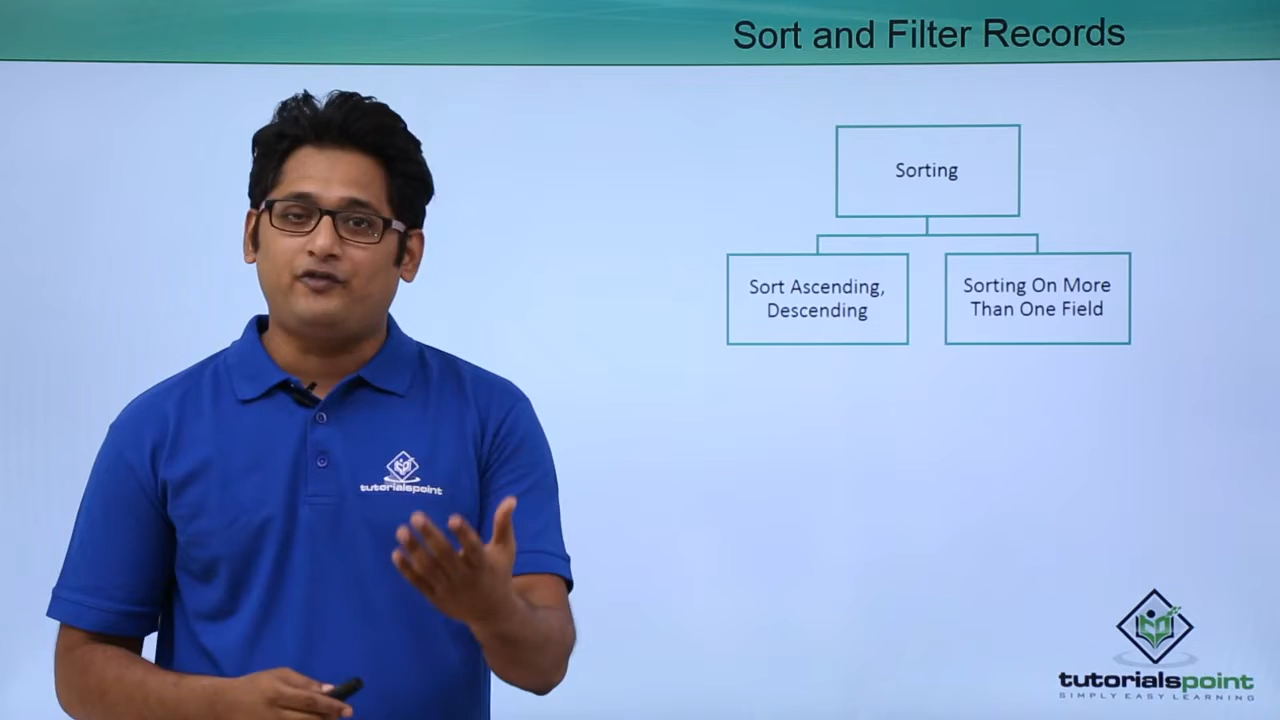 Sort and Filter Records
Sorting
Sort Ascending,
Descending
Sorting On More
Than One Field
tutorialspoint
tutorialspoint
SIMPLY EASY LEARNING